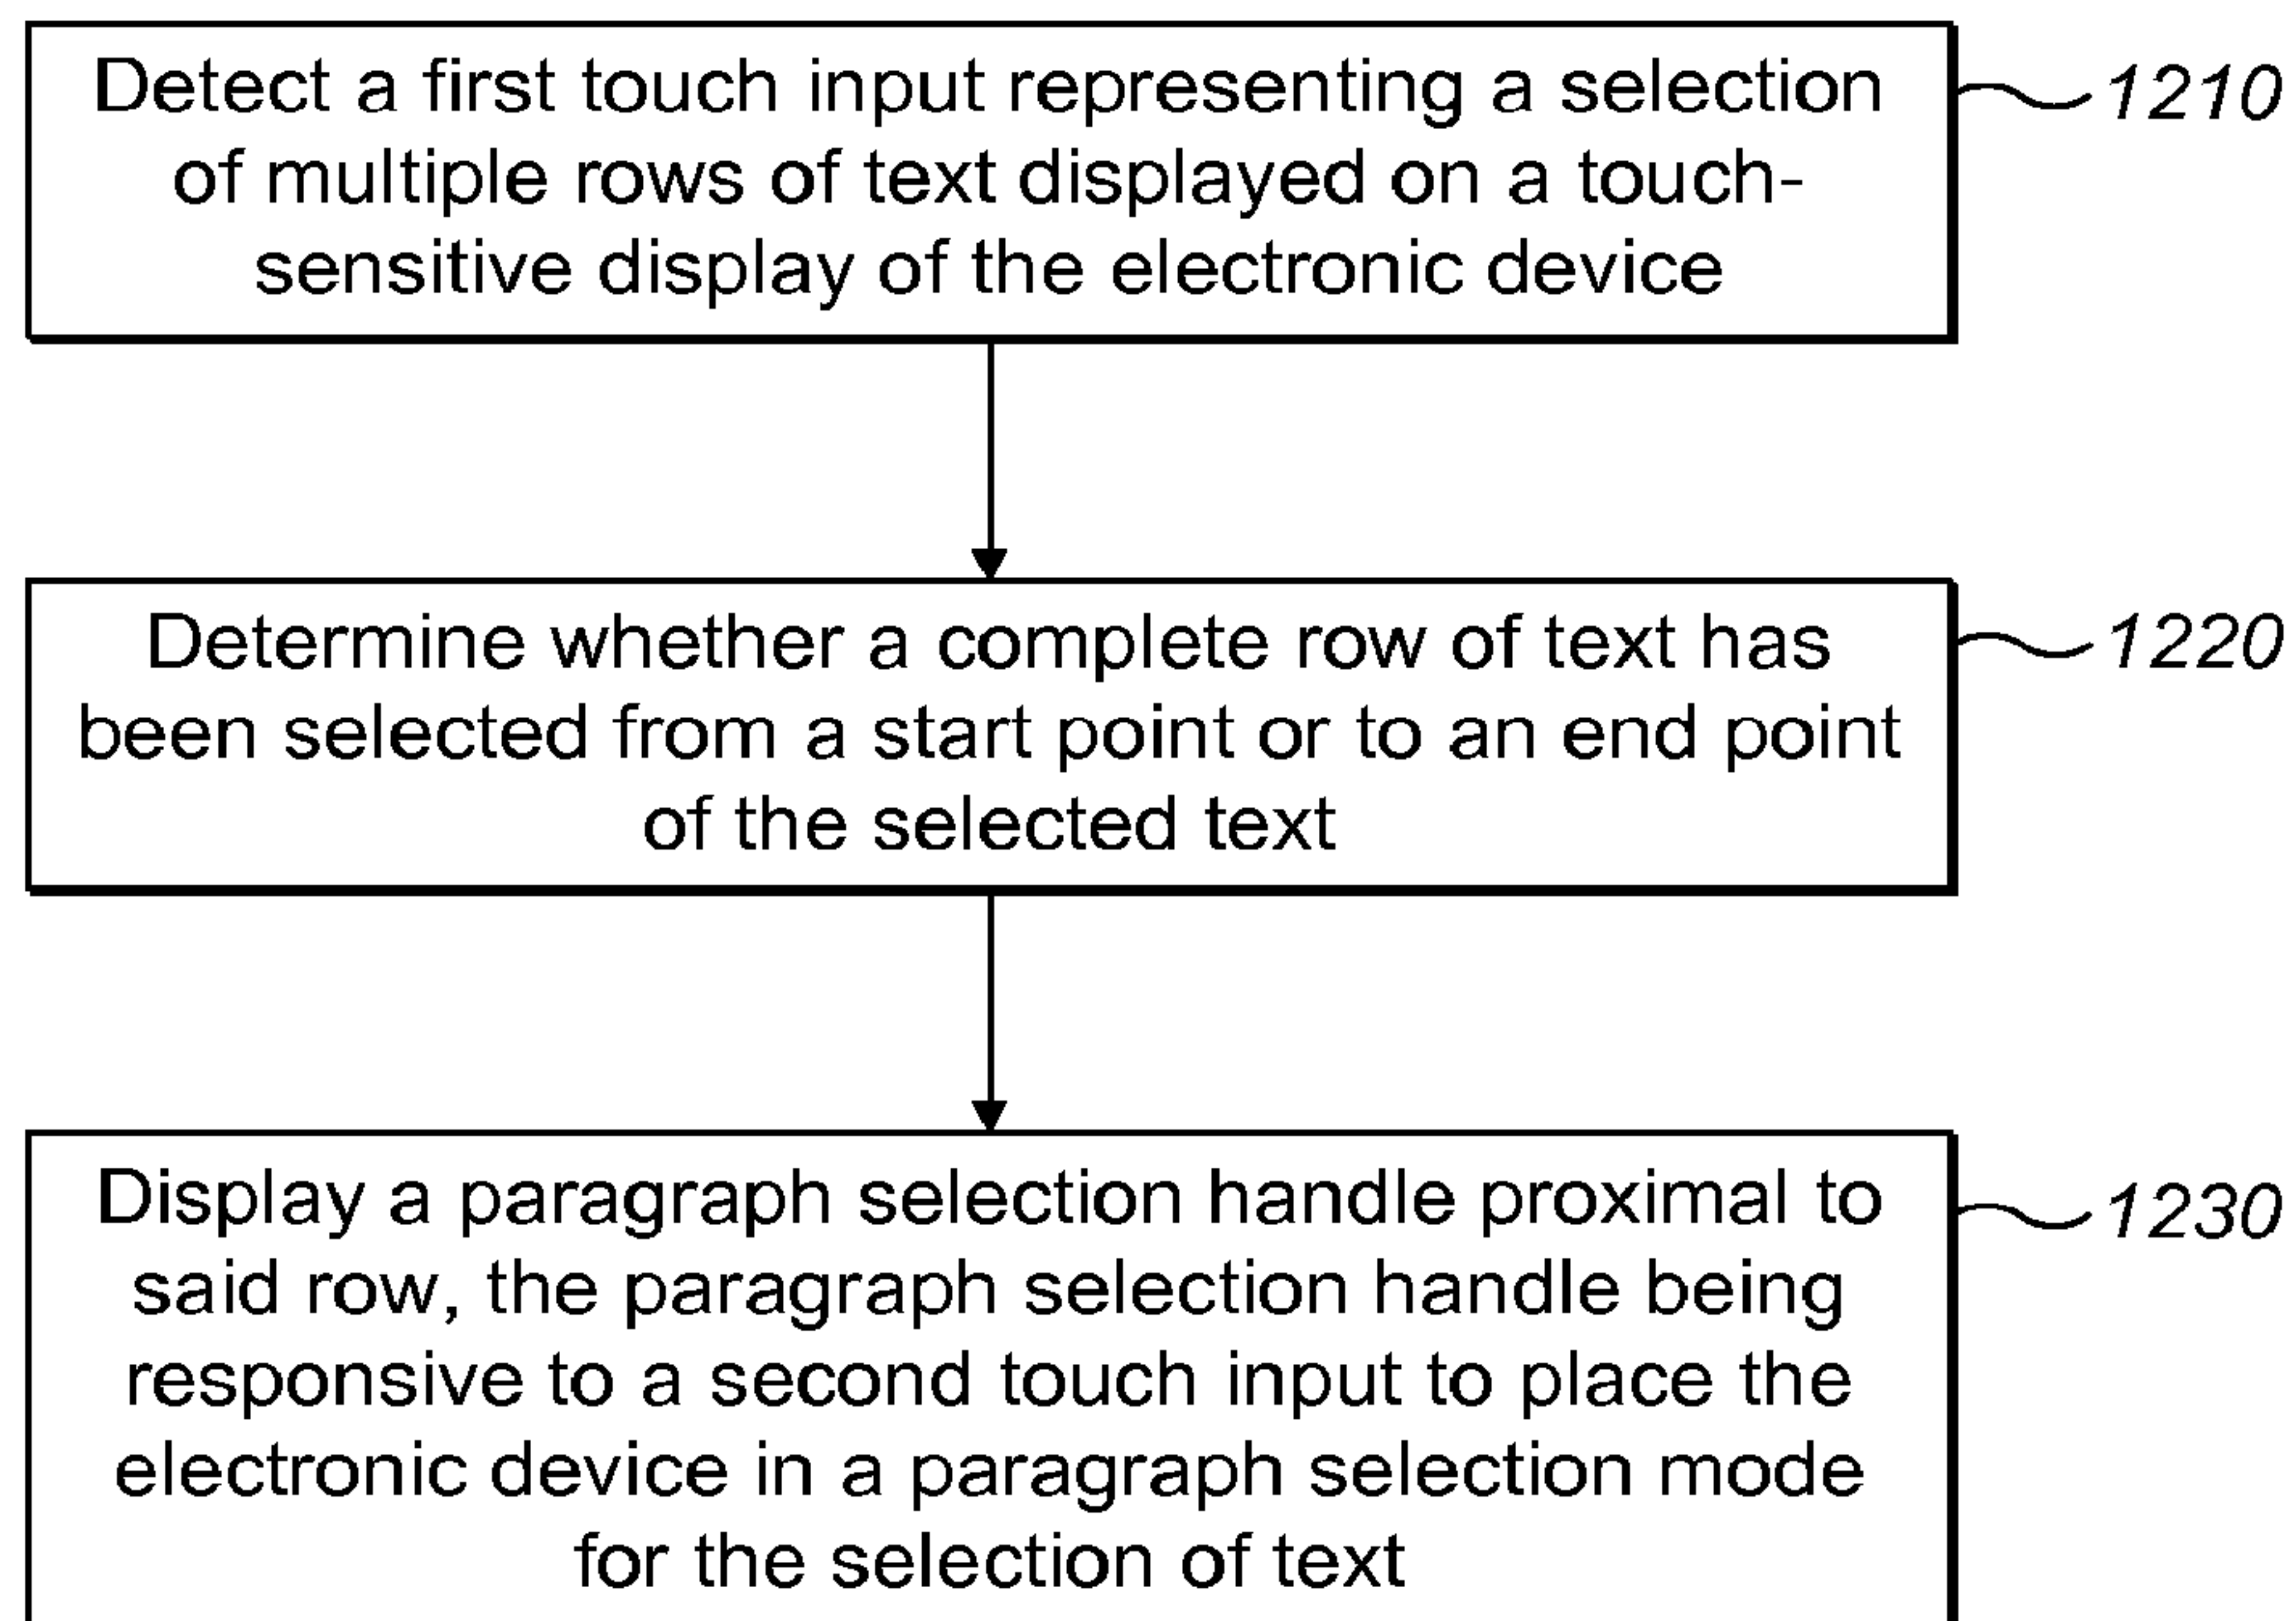 Detect a first touch input representing a selection
1210
of multiple rows of text displayed on a touch-
sensitive display of the electronic device
Determine whether a complete row of text has
1220
been selected from a start point or to an end point
of the selected text
Display a paragraph selection handle proximal to
1230
said row, the paragraph selection handle being
responsive to a second touch input to place the
electronic device in a paragraph selection mode
for the selection of text